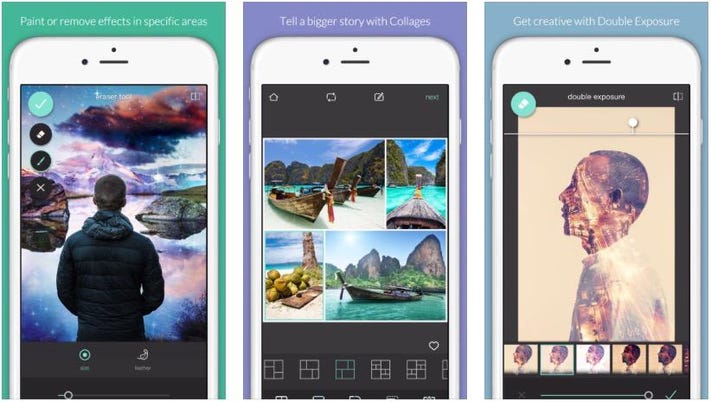 Paint or remove effects in specific areas
eraser tool
size
feather
Tell a bigger story with Collages
next
Get creative with Double Exposure
double exposure